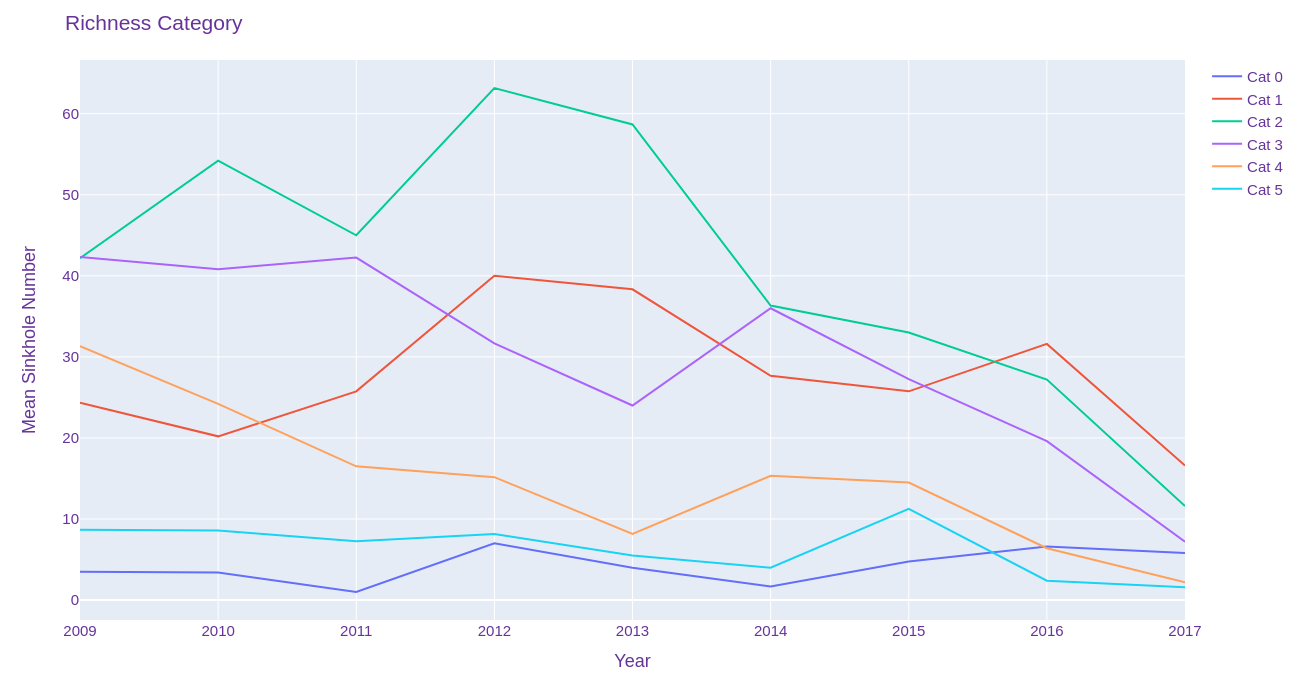 Richness Category
Mean Sinkhole Number
60
50
40
30
20
10
0
2009
2010
2011
2012
2013
2014
2015
2016
2017
Year
Cat 0
Cat 1
Cat 2
Cat 3
Cat 4
Cat 5